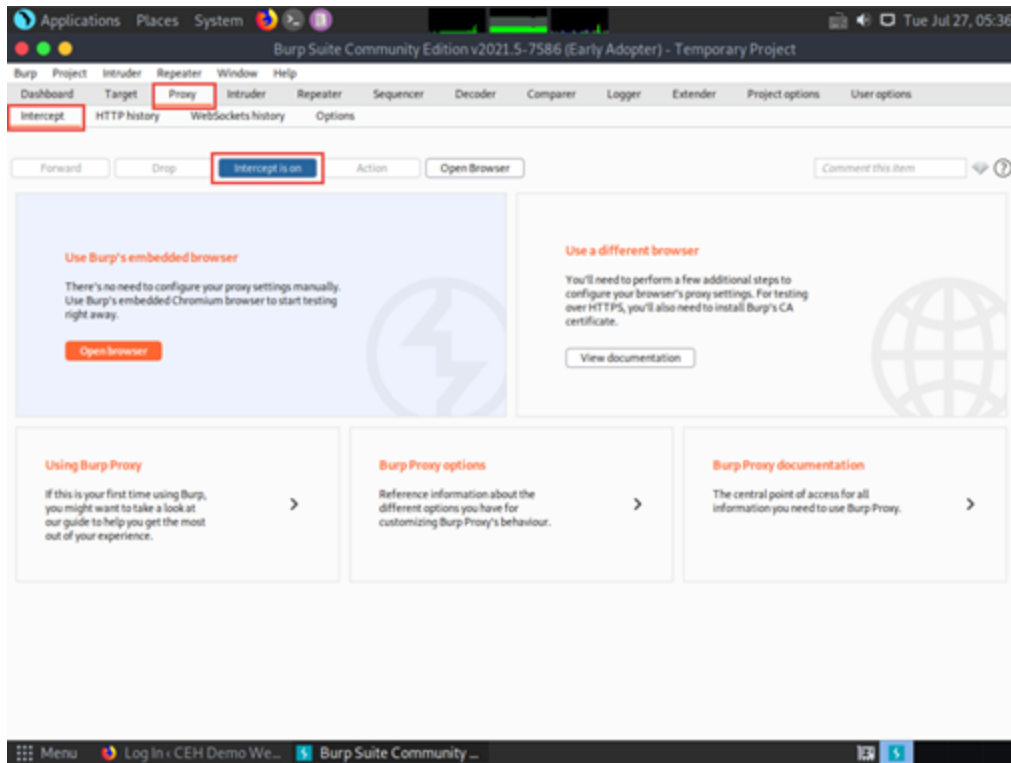 Applications Places System Tue Jul 27, 05:36
Burp Suite Community Edition v2021.5-7586 (Early Adopter) - Temporary Project
Burp Project Intruder Repeater Window Help
Dashboard Target Proxy Intruder Repeater Sequencer Decoder Comparer Logger Extender Project options User options
Intercept HTTP history WebSockets history Options
Forward Drop Intercept is on Action Open Browser Comment this item
Use Burp's embedded browser
There's no need to configure your proxy settings manually.
Use Burp's embedded Chromium browser to start testing
right away.
Open browser
Use a different browser
You'll need to perform a few additional steps to
configure your browser's proxy settings. For testing
over HTTPS, you'll also need to install Burp's CA
certificate.
View documentation
Using Burp Proxy
If this is your first time using Burp,
you might want to take a look at
our guide to help you get the most
out of your experience.
Burp Proxy options
Reference information about the
different options you have for
customizing Burp Proxy's behaviour.
Burp Proxy documentation
The central point of access for all
information you need to use Burp Proxy.
Menu Log In ‹ CEH Demo We... Burp Suite Community ...